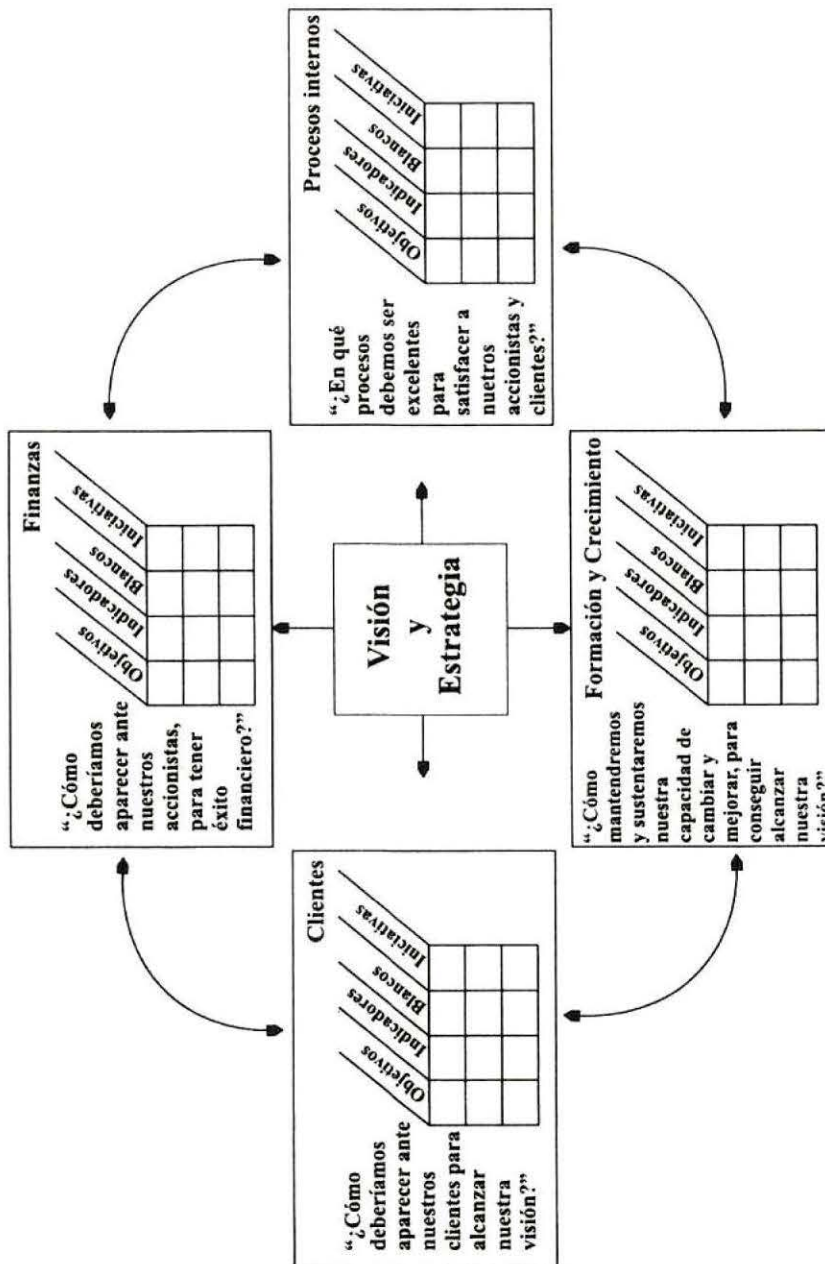 Finanzas
“¿Cómo
deberíamos
aparecer ante
nuestros
accionistas,
para tener
éxito
financiero?”
Objetivos
Indicadores
Blancos
Iniciativas
Clientes
“¿Cómo
deberíamos
aparecer ante
nuestros
clientes para
alcanzar
nuestra
visión?”
Objetivos
Indicadores
Blancos
Iniciativas
Visión
y
Estrategia
Procesos internos
“¿En qué
procesos
debemos ser
excelentes
para
satisfacer a
nuetros
accionistas y
clientes?”
Objetivos
Indicadores
Blancos
Iniciativas
Formación y Crecimiento
“¿Cómo
mantendremos
y sustentaremos
nuestra
capacidad de
cambiar y
mejorar, para
conseguir
alcanzar
nuestra
visión?”
Objetivos
Indicadores
Blancos
Iniciativas